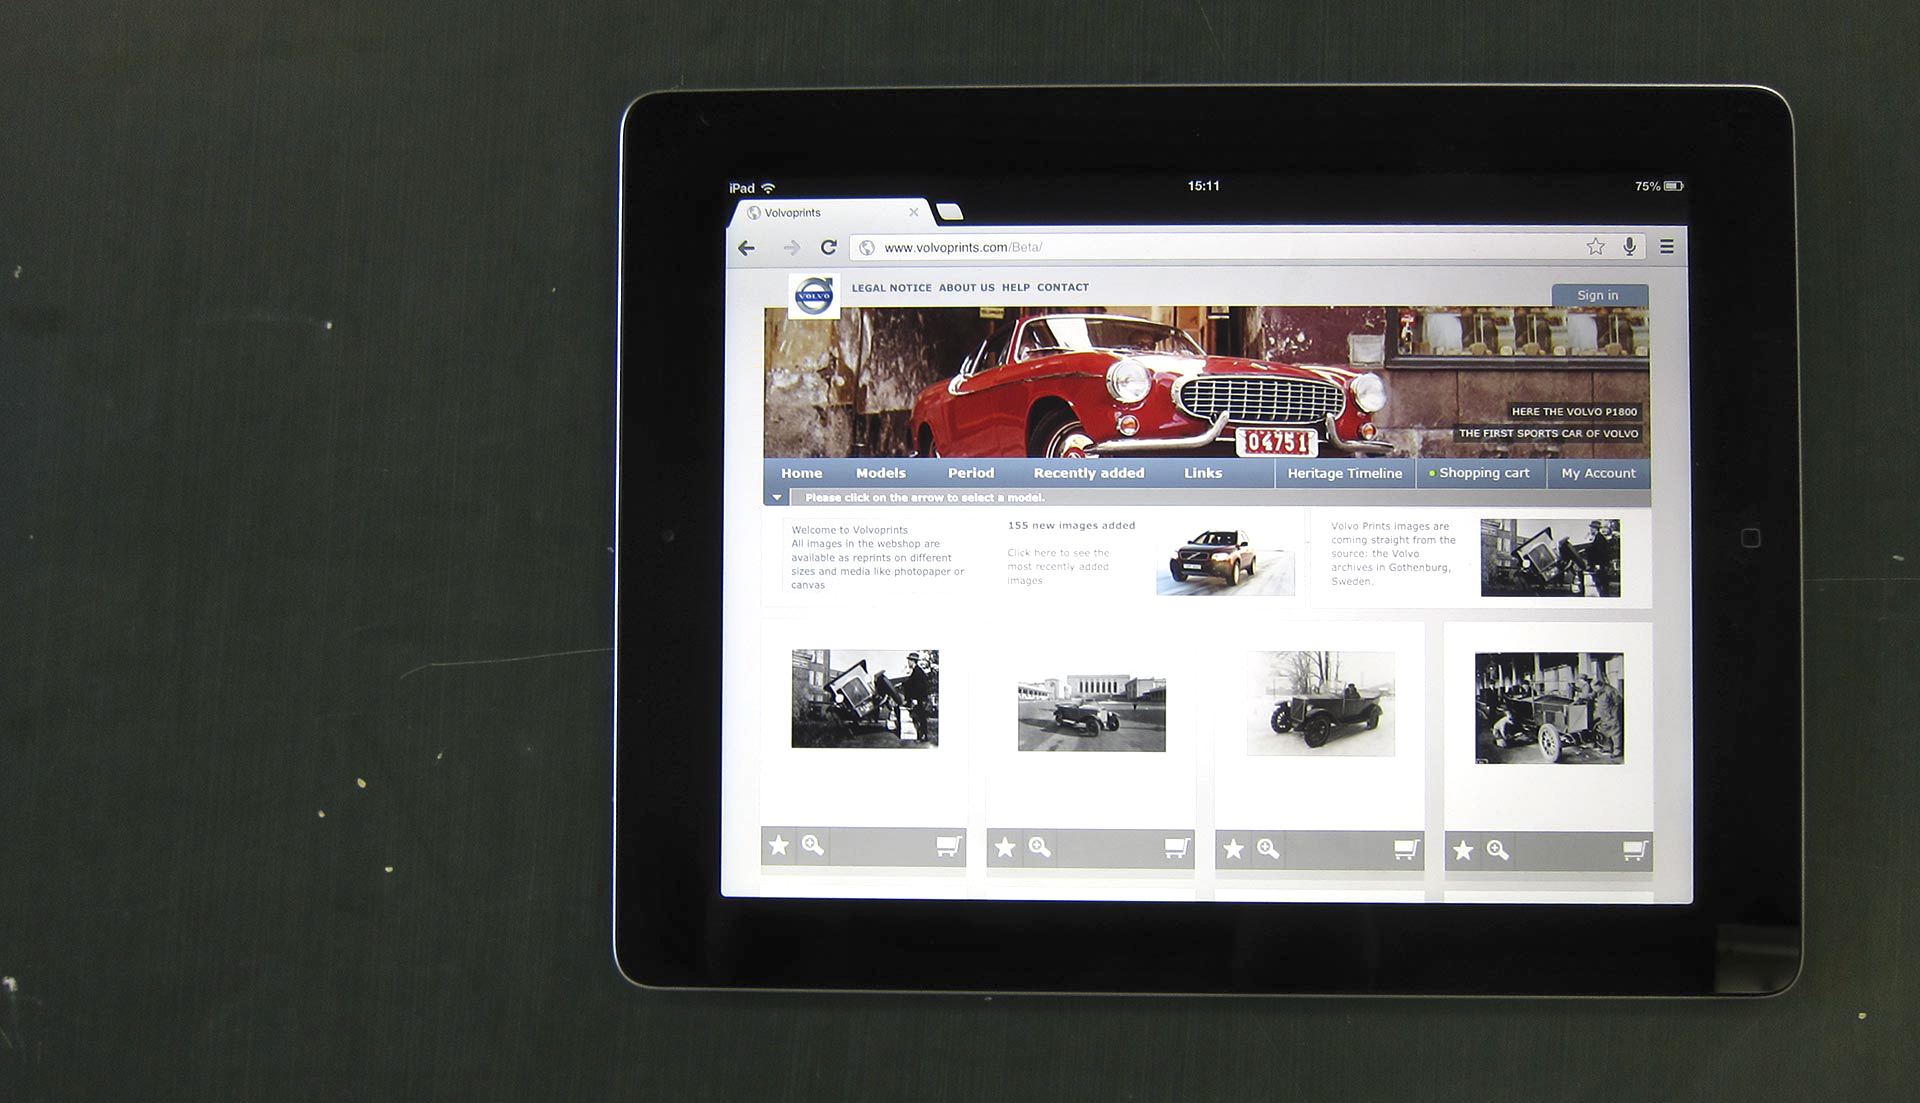 iPad 15:11 75%
Volvoprints
www.volvoprints.com/Beta/
VOLVO
LEGAL NOTICE ABOUT US HELP CONTACT
Sign in
HERE THE VOLVO P1800
THE FIRST SPORTS CAR OF VOLVO
04751
Home Models Period Recently added Links Heritage Timeline Shopping cart My Account
Please click on the arrow to select a model.
Welcome to Volvoprints
All images in the webshop are
available as reprints on different
sizes and media like photopaper or
canvas
155 new images added
Click here to see the
most recently added
images
Volvo Prints images are
coming straight from the
source: the Volvo
archives in Gothenburg,
Sweden.